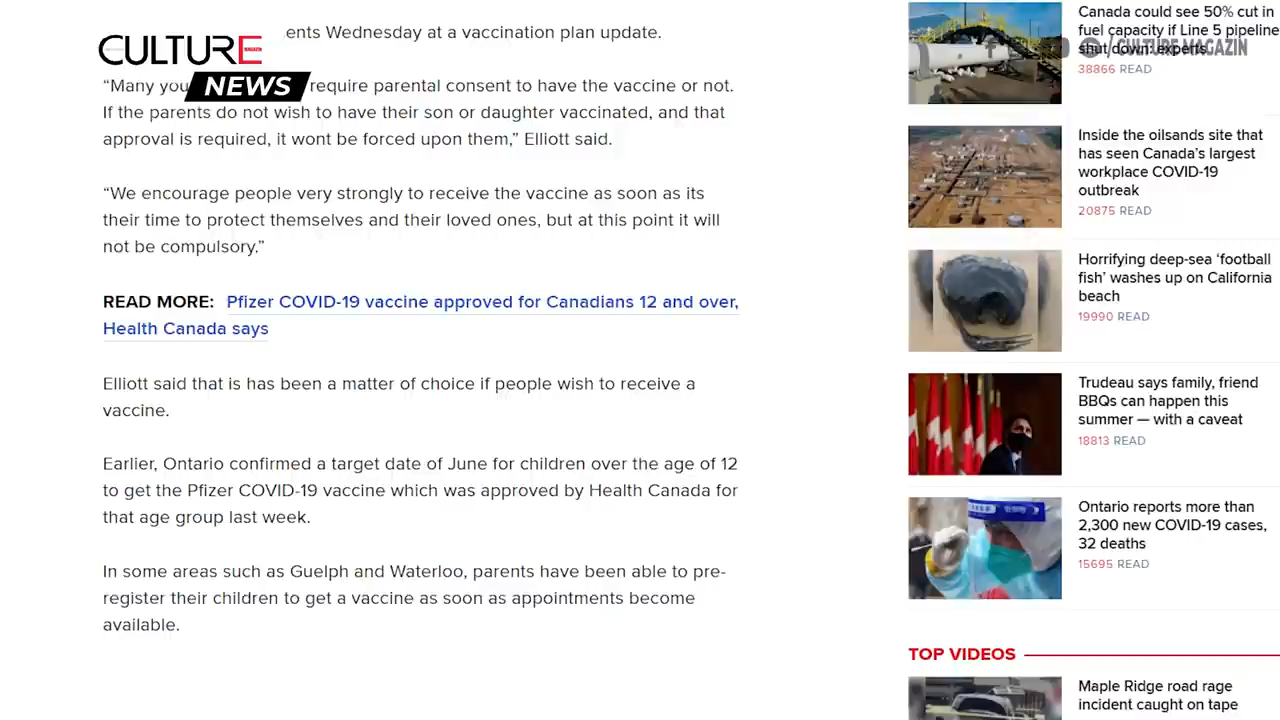 CULTURE
NEWS
ents Wednesday at a vaccination plan update.
“Many you require parental consent to have the vaccine or not.
If the parents do not wish to have their son or daughter vaccinated, and that
approval is required, it wont be forced upon them,” Elliott said.
“We encourage people very strongly to receive the vaccine as soon as its
their time to protect themselves and their loved ones, but at this point it will
not be compulsory.”
READ MORE: Pfizer COVID-19 vaccine approved for Canadians 12 and over,
Health Canada says
Elliott said that is has been a matter of choice if people wish to receive a
vaccine.
Earlier, Ontario confirmed a target date of June for children over the age of 12
to get the Pfizer COVID-19 vaccine which was approved by Health Canada for
that age group last week.
In some areas such as Guelph and Waterloo, parents have been able to pre-
register their children to get a vaccine as soon as appointments become
available.
Canada could see 50% cut in
fuel capacity if Line 5 pipeline
shut down: experts
/CULTUREMAGAZIN
38866 READ
Inside the oilsands site that
has seen Canada’s largest
workplace COVID-19
outbreak
20875 READ
Horrifying deep-sea ‘football
fish’ washes up on California
beach
19990 READ
Trudeau says family, friend
BBQs can happen this
summer — with a caveat
18813 READ
Ontario reports more than
2,300 new COVID-19 cases,
32 deaths
15695 READ
TOP VIDEOS
Maple Ridge road rage
incident caught on tape